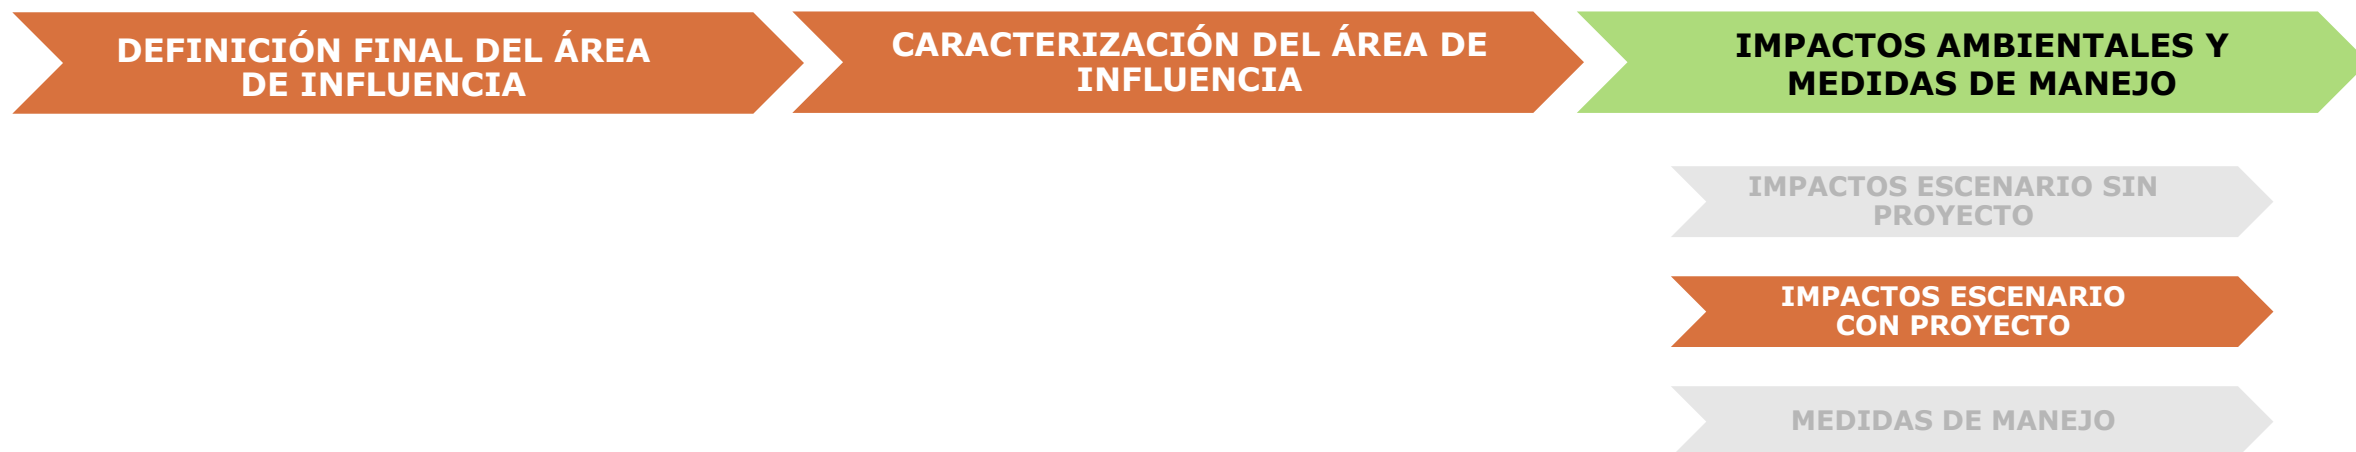 DEFINICIÓN FINAL DEL ÁREA
DE INFLUENCIA
CARACTERIZACIÓN DEL ÁREA DE
INFLUENCIA
IMPACTOS AMBIENTALES Y
MEDIDAS DE MANEJO
IMPACTOS ESCENARIO SIN
PROYECTO
IMPACTOS ESCENARIO
CON PROYECTO
MEDIDAS DE MANEJO